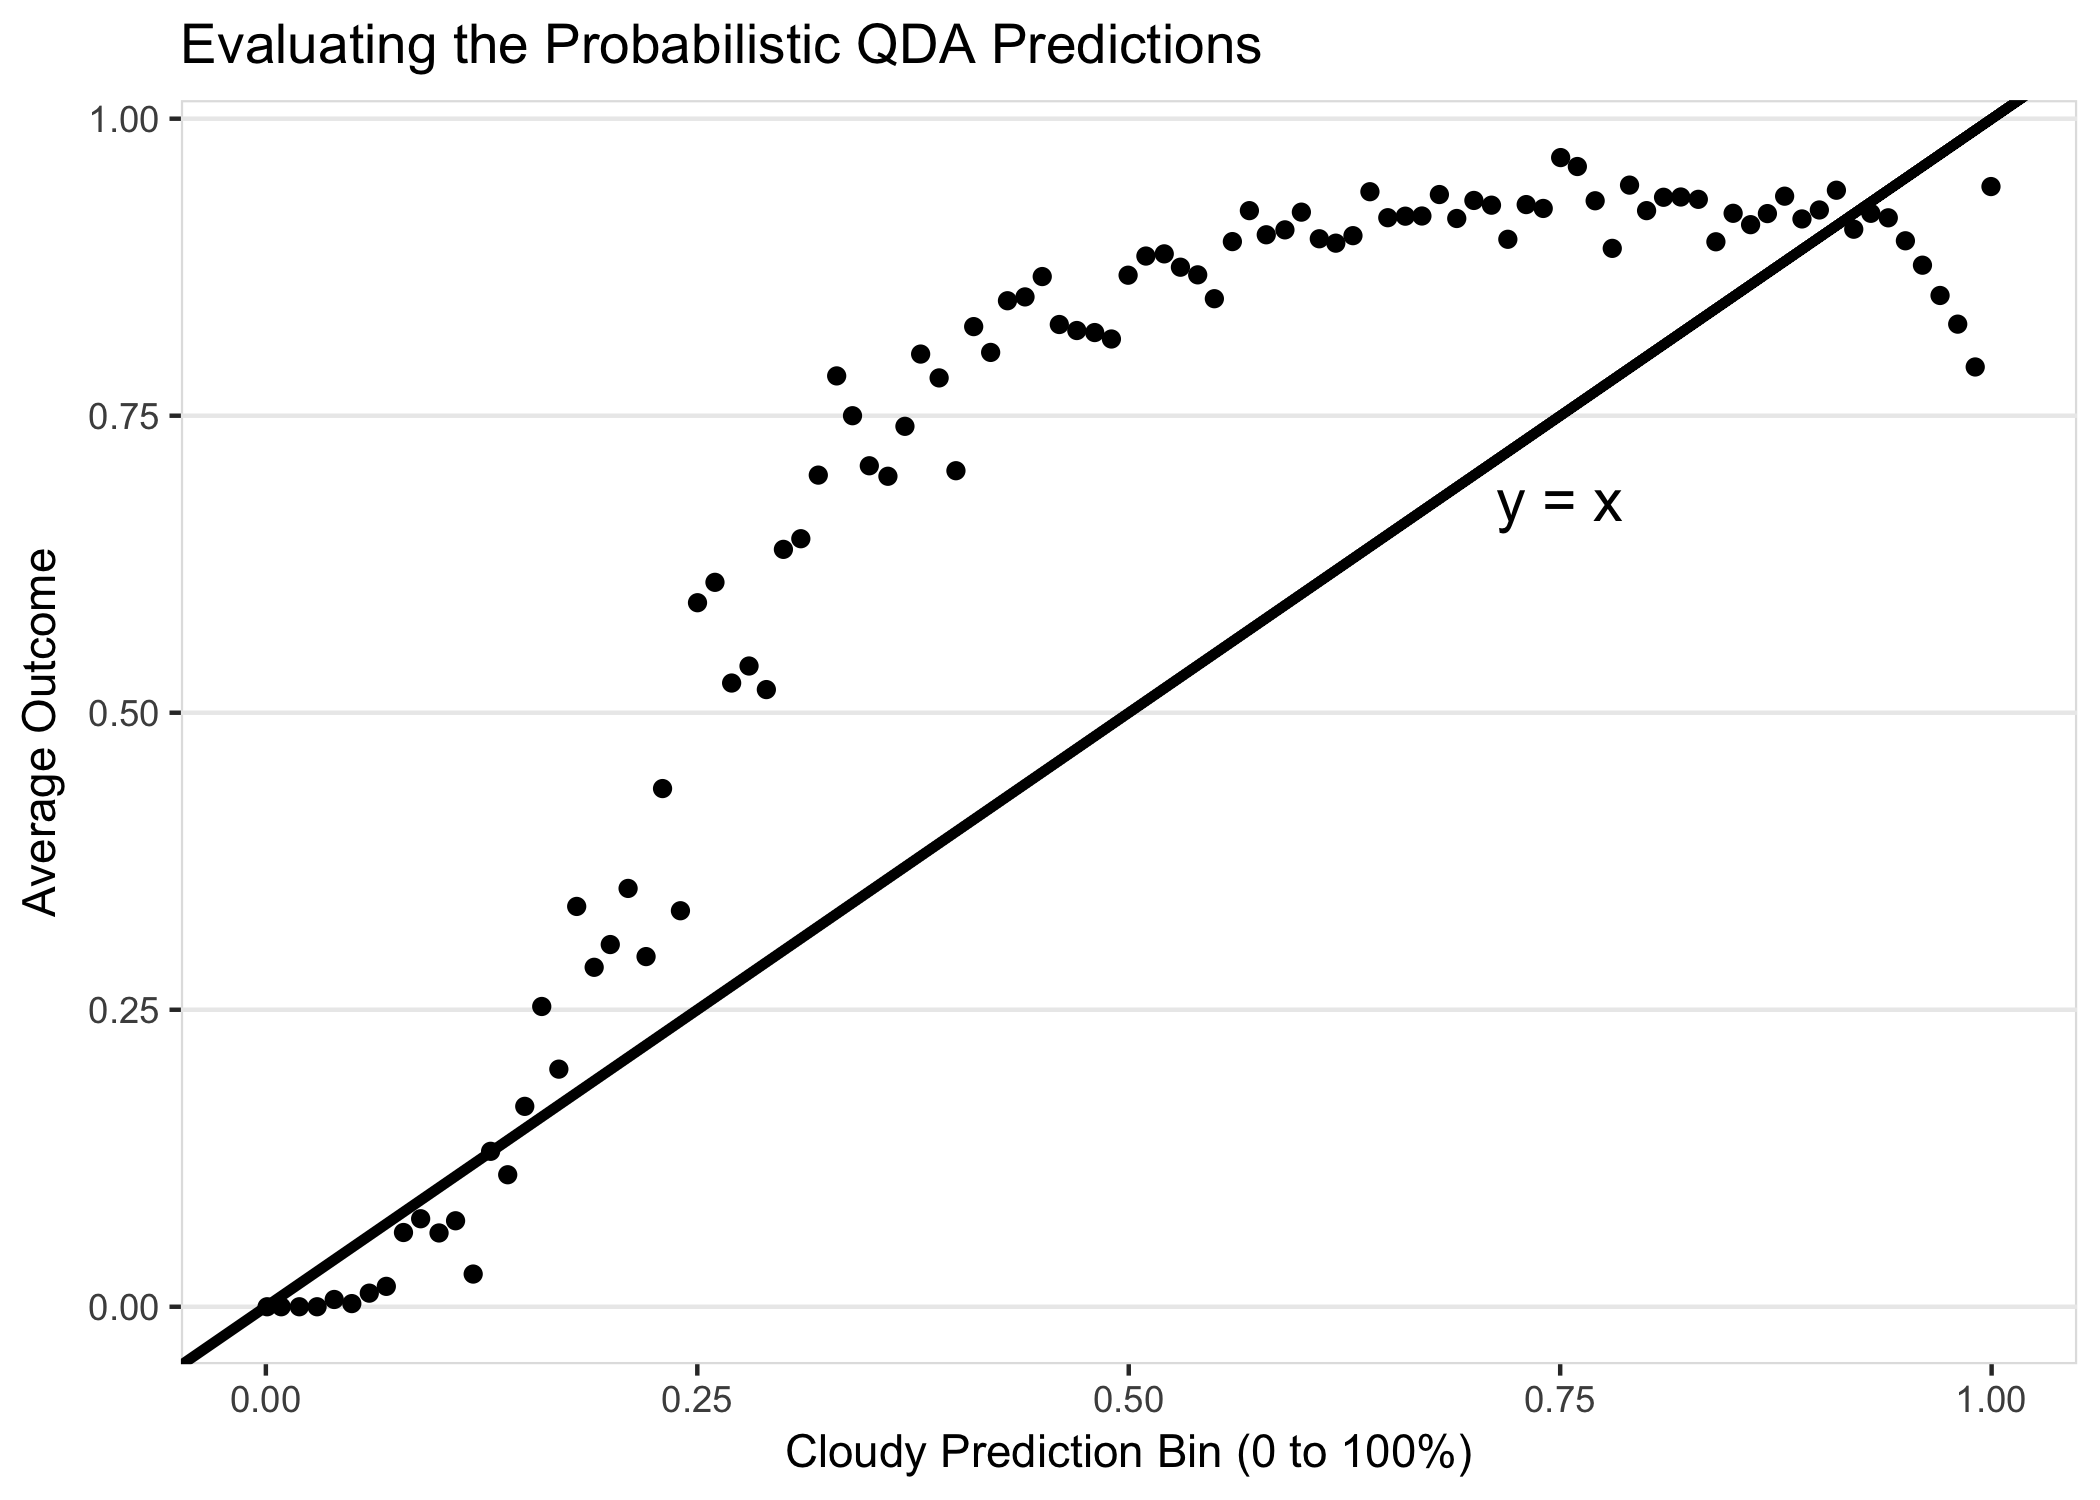 Evaluating the Probabilistic QDA Predictions
1.00
0.75
0.50
0.25
0.00
Average Outcome
y = x
0.00 0.25 0.50 0.75 1.00
Cloudy Prediction Bin (0 to 100%)